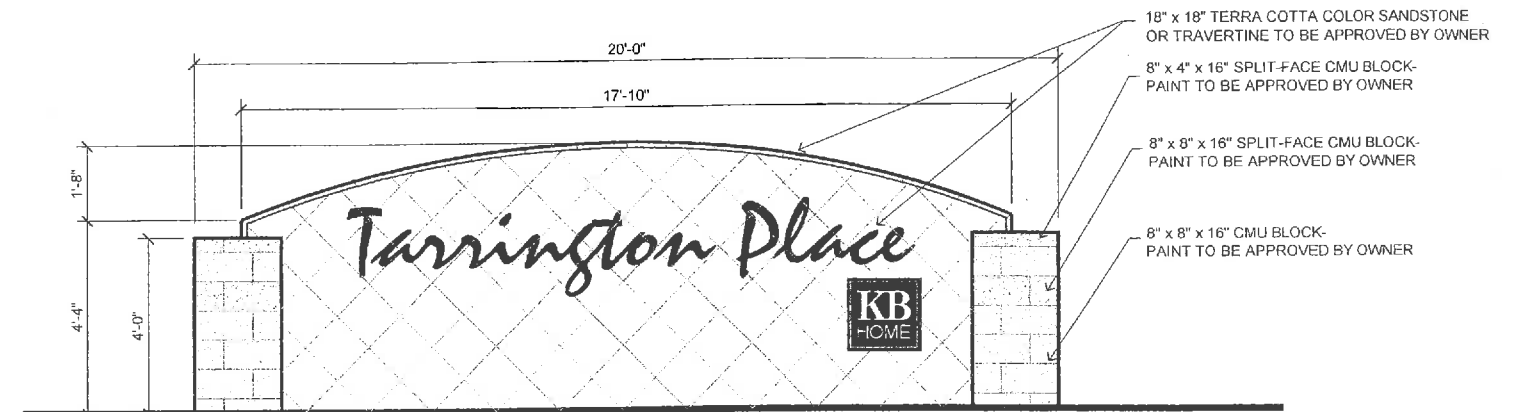 18" x 18" TERRA COTTA COLOR SANDSTONE
OR TRAVERTINE TO BE APPROVED BY OWNER
20'-0"
8" x 4" x 16" SPLIT-FACE CMU BLOCK-
PAINT TO BE APPROVED BY OWNER
17'-10"
8" x 8" x 16" SPLIT-FACE CMU BLOCK-
PAINT TO BE APPROVED BY OWNER
1'-8"
Tarrington Place
8" x 8" x 16" CMU BLOCK-
PAINT TO BE APPROVED BY OWNER
4'-4"
4'-0"
KB
HOME